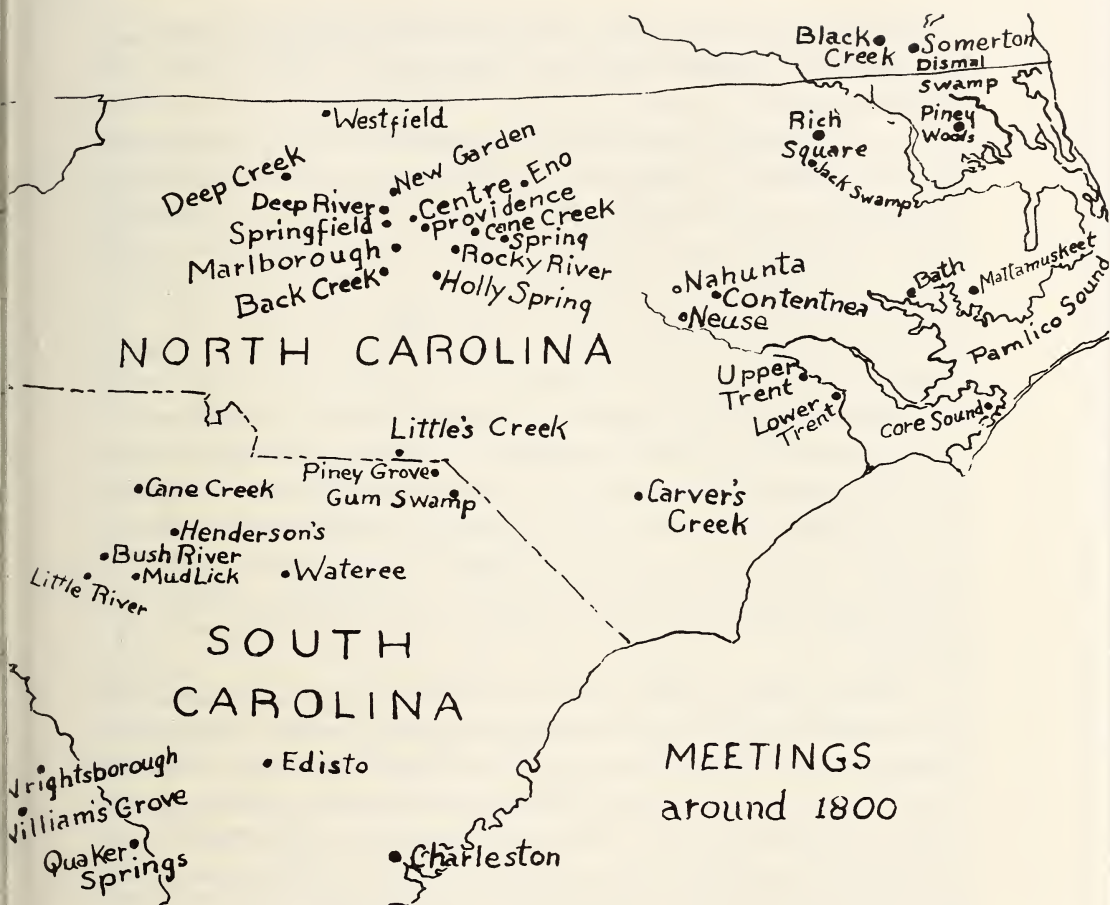 Black
Creek
Somerton
Dismal
Swamp
Westfield
Rich
Square
Piney
Woods
Jack Swamp
Deep Creek
New Garden
Deep River
Centre
Eno
Springfield
Providence
Cane Creek
Spring
Marlborough
Rocky River
Back Creek
Holly Spring
Nahunta
Contentnea
Neuse
Bath
Mattamuskeet
Pamlico Sound
NORTH CAROLINA
Upper
Trent
Lower
Trent
Core Sound
Little's Creek
Piney Grove
Gum Swamp
Cane Creek
Carver's
Creek
Henderson's
Bush River
Mud Lick
Little River
Wateree
SOUTH
CAROLINA
Edisto
MEETINGS
around 1800
rightsborough
illiam's Grove
Quaker
Springs
Charleston